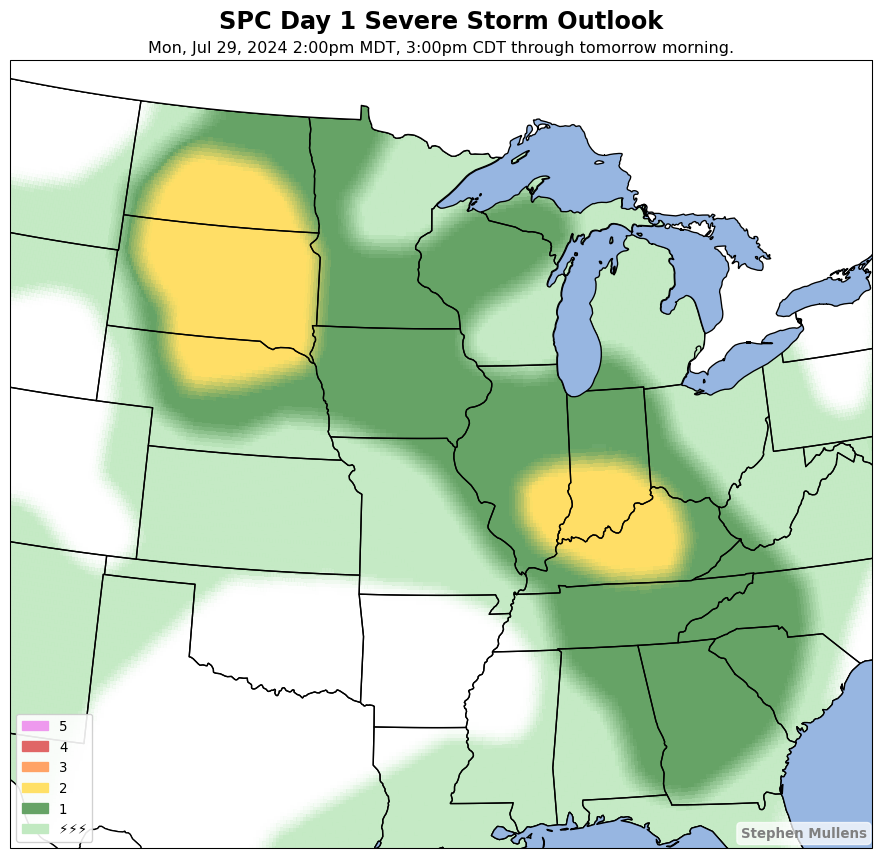 SPC Day 1 Severe Storm Outlook
Mon, Jul 29, 2024 2:00pm MDT, 3:00pm CDT through tomorrow morning.
5
4
3
2
1
⚡⚡⚡
Stephen Mullens